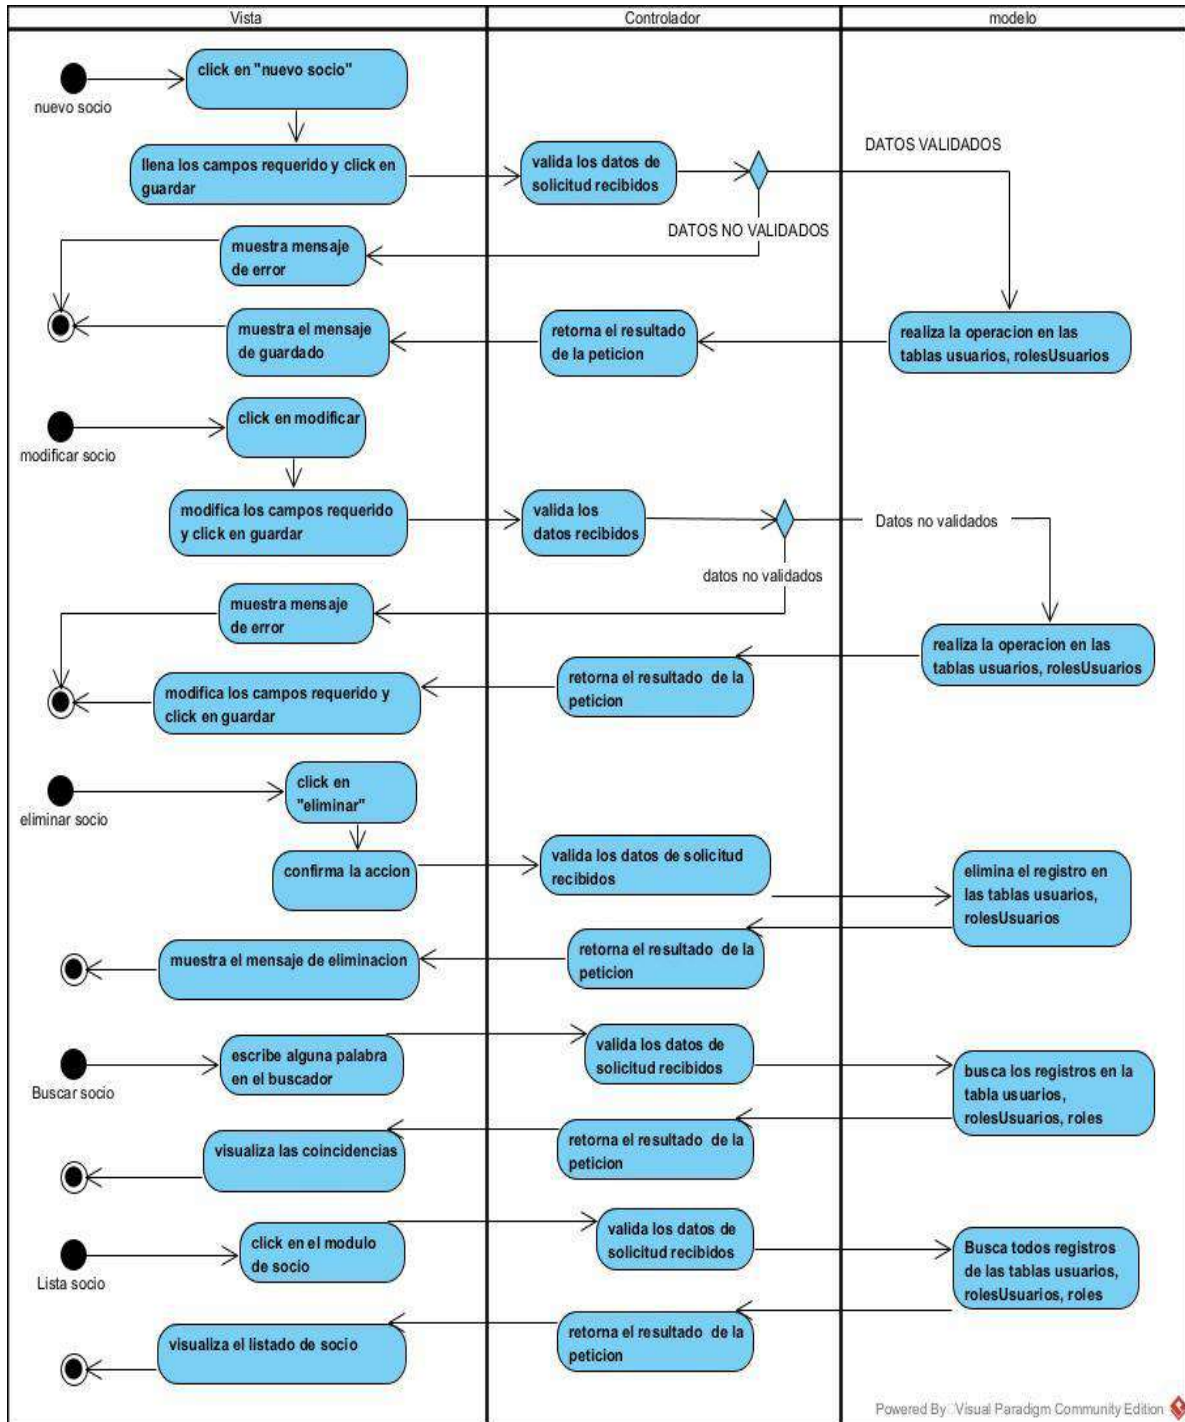 Vista
Controlador
modelo
nuevo socio
click en "nuevo socio"
llena los campos requerido y click en
guardar
valida los datos de
solicitud recibidos
DATOS VALIDADOS
DATOS NO VALIDADOS
muestra mensaje
de error
muestra el mensaje
de guardado
retorna el resultado
de la peticion
realiza la operacion en las
tablas usuarios, rolesUsuarios
modificar socio
click en modificar
modifica los campos requerido
y click en guardar
valida los
datos recibidos
Datos no validados
datos no validados
muestra mensaje
de error
realiza la operacion en las
tablas usuarios, rolesUsuarios
retorna el resultado de la
peticion
modifica los campos requerido y
click en guardar
eliminar socio
click en
"eliminar"
confirma la accion
valida los datos de solicitud
recibidos
elimina el registro en
las tablas usuarios,
rolesUsuarios
retorna el resultado de la
peticion
muestra el mensaje de eliminacion
Buscar socio
escribe alguna palabra
en el buscador
valida los datos de
solicitud recibidos
busca los registros en la
tabla usuarios,
rolesUsuarios, roles
retorna el resultado de la
peticion
visualiza las coincidencias
Lista socio
click en el modulo
de socio
valida los datos de
solicitud recibidos
Busca todos registros
de las tablas usuarios,
rolesUsuarios, roles
retorna el resultado de la
peticion
visualiza el listado de socio
Powered By Visual Paradigm Community Edition